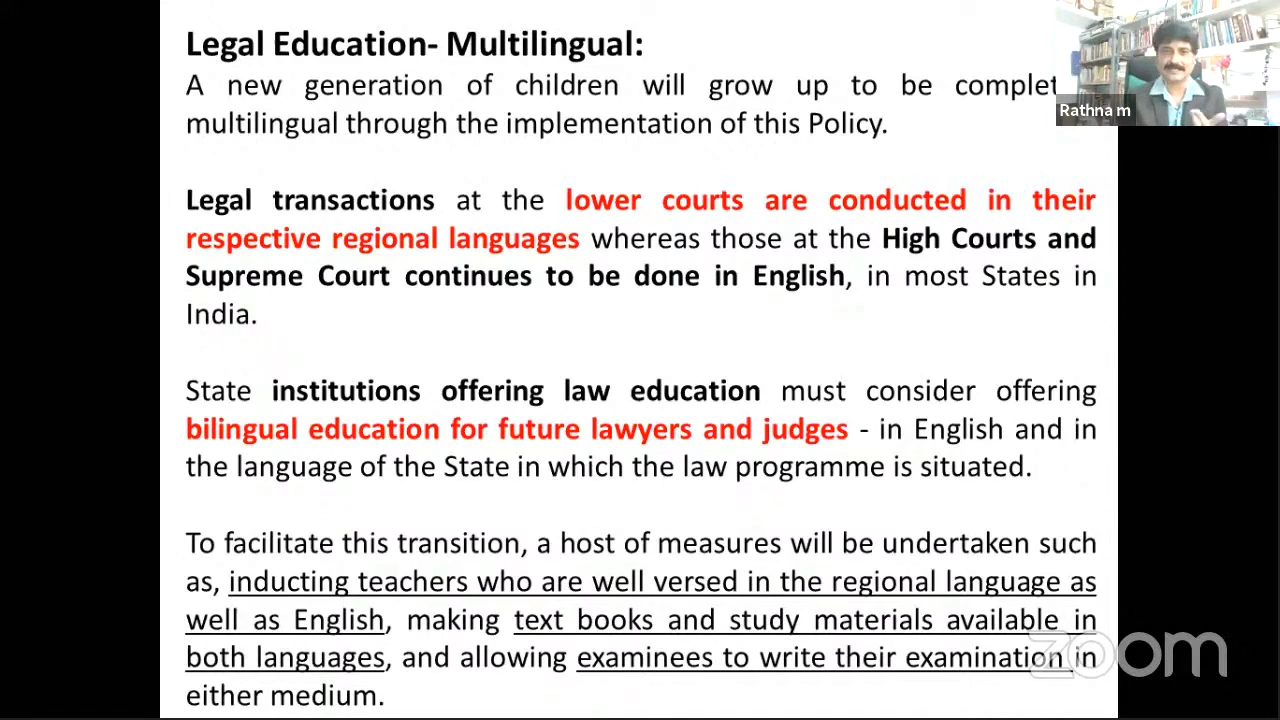 Legal Education- Multilingual:
A new generation of children will grow up to be complet
multilingual through the implementation of this Policy.
Legal transactions at the lower courts are conducted in their
respective regional languages whereas those at the High Courts and
Supreme Court continues to be done in English, in most States in
India.
State institutions offering law education must consider offering
bilingual education for future lawyers and judges - in English and in
the language of the State in which the law programme is situated.
To facilitate this transition, a host of measures will be undertaken such
as, inducting teachers who are well versed in the regional language as
well as English, making text books and study materials available in
both languages, and allowing examinees to write their examination in
either medium.
Rathna m
zoom